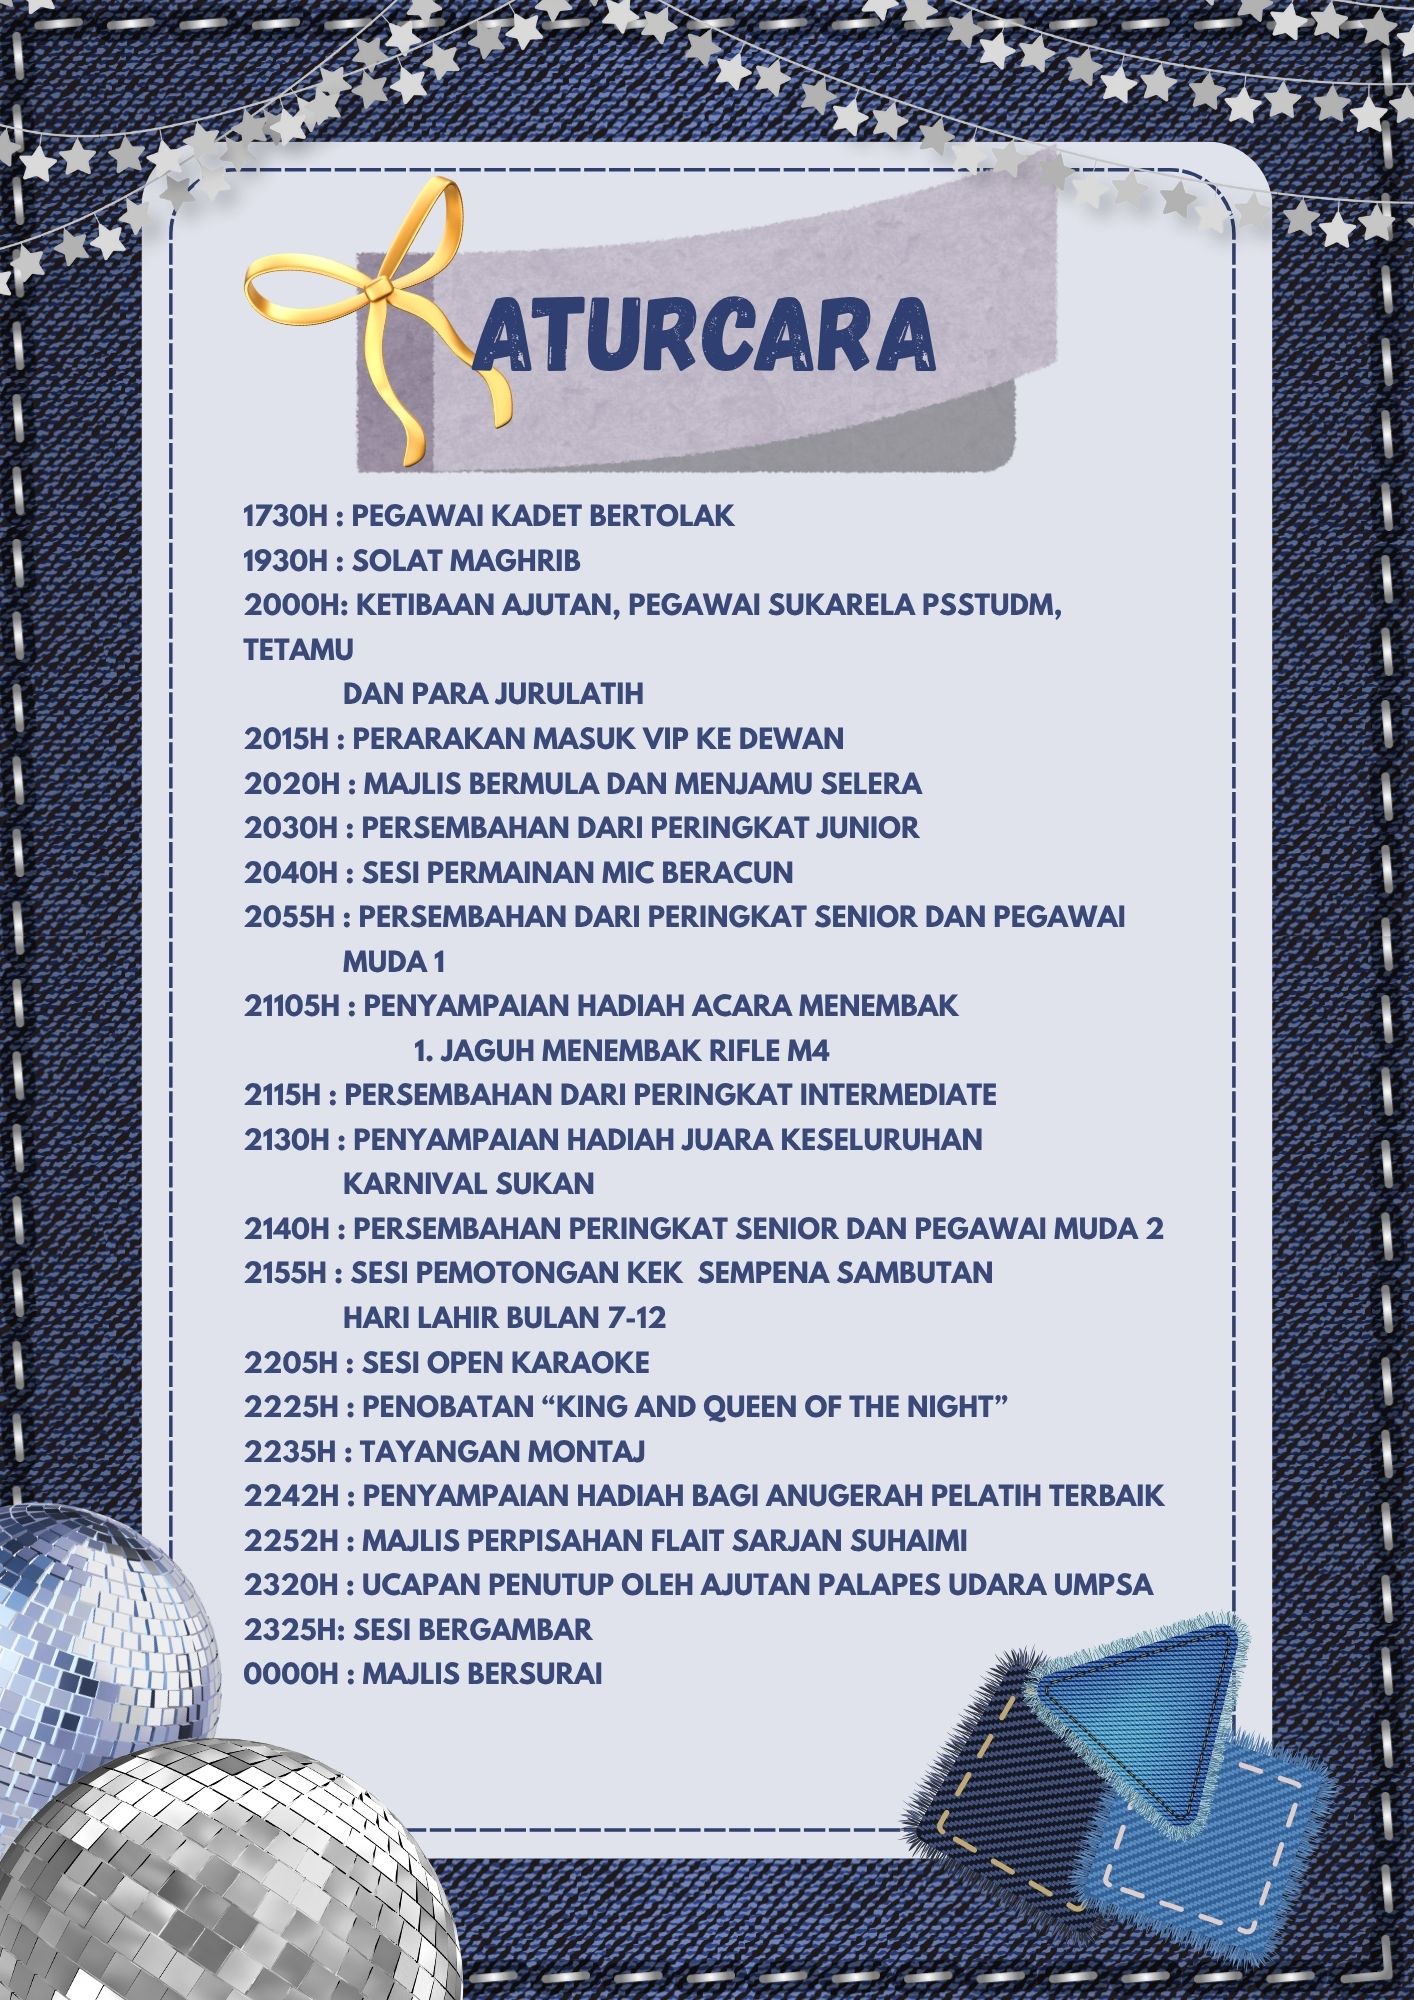 ATURCARA
1730H : PEGAWAI KADET BERTOLAK
1930H : SOLAT MAGHRIB
2000H: KETIBAAN AJUTAN, PEGAWAI SUKARELA PSSTUDM,
TETAMU
DAN PARA JURULATIH
2015H : PERARAKAN MASUK VIP KE DEWAN
2020H : MAJLIS BERMULA DAN MENJAMU SELERA
2030H : PERSEMBAHAN DARI PERINGKAT JUNIOR
2040H : SESI PERMAINAN MIC BERACUN
2055H : PERSEMBAHAN DARI PERINGKAT SENIOR DAN PEGAWAI
MUDA 1
21105H : PENYAMPAIAN HADIAH ACARA MENEMBAK
1. JAGUH MENEMBAK RIFLE M4
2115H : PERSEMBAHAN DARI PERINGKAT INTERMEDIATE
2130H : PENYAMPAIAN HADIAH JUARA KESELURUHAN
KARNIVAL SUKAN
2140H : PERSEMBAHAN PERINGKAT SENIOR DAN PEGAWAI MUDA 2
2155H : SESI PEMOTONGAN KEK SEMPENA SAMBUTAN
HARI LAHIR BULAN 7-12
2205H : SESI OPEN KARAOKE
2225H : PENOBATAN “KING AND QUEEN OF THE NIGHT”
2235H : TAYANGAN MONTAJ
2242H : PENYAMPAIAN HADIAH BAGI ANUGERAH PELATIH TERBAIK
2252H : MAJLIS PERPISAHAN FLAIT SARJAN SUHAIMI
2320H : UCAPAN PENUTUP OLEH AJUTAN PALAPES UDARA UMPSA
2325H: SESI BERGAMBAR
0000H : MAJLIS BERSURAI